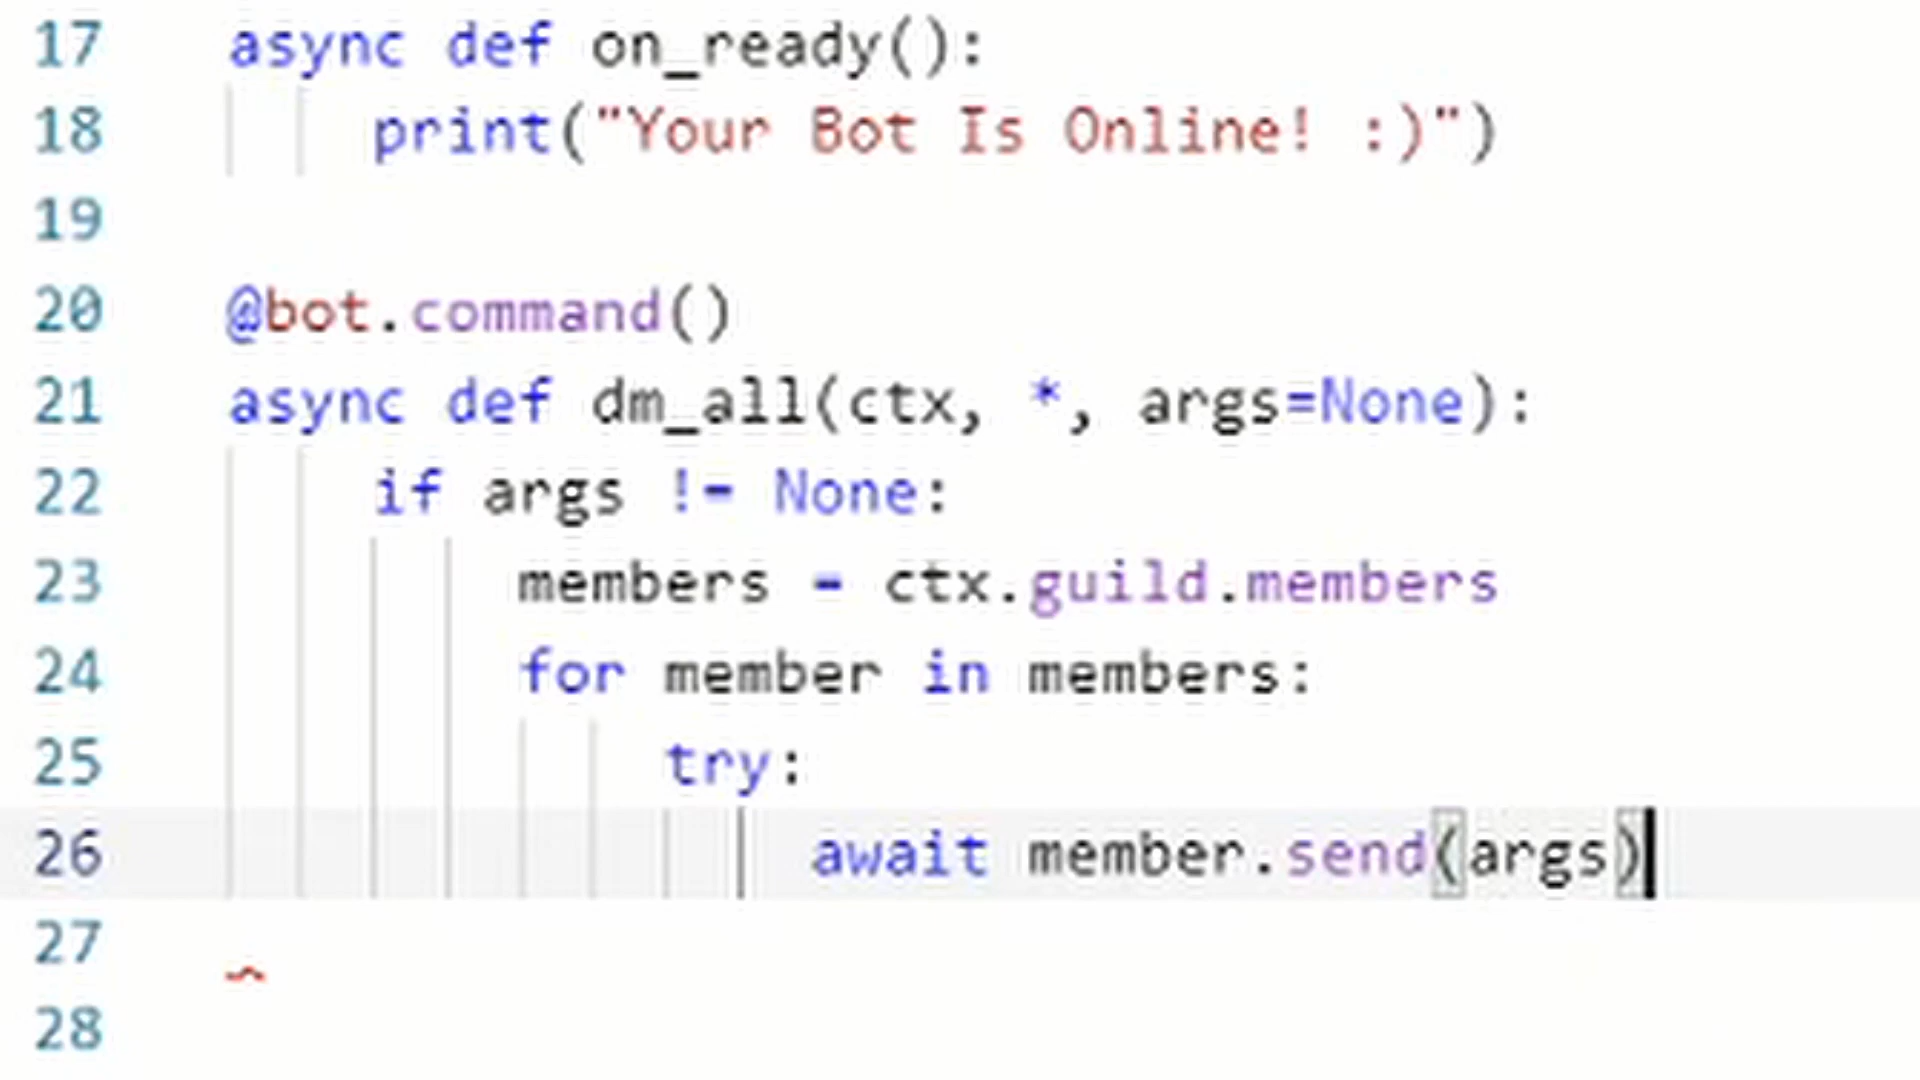 17 async def on_ready():
18 print("Your Bot Is Online! :)")
19
20 @bot.command()
21 async def dm_all(ctx, *, args=None):
22 if args != None:
23 members = ctx.guild.members
24 for member in members:
25 try:
26 await member.send(args)
27
28